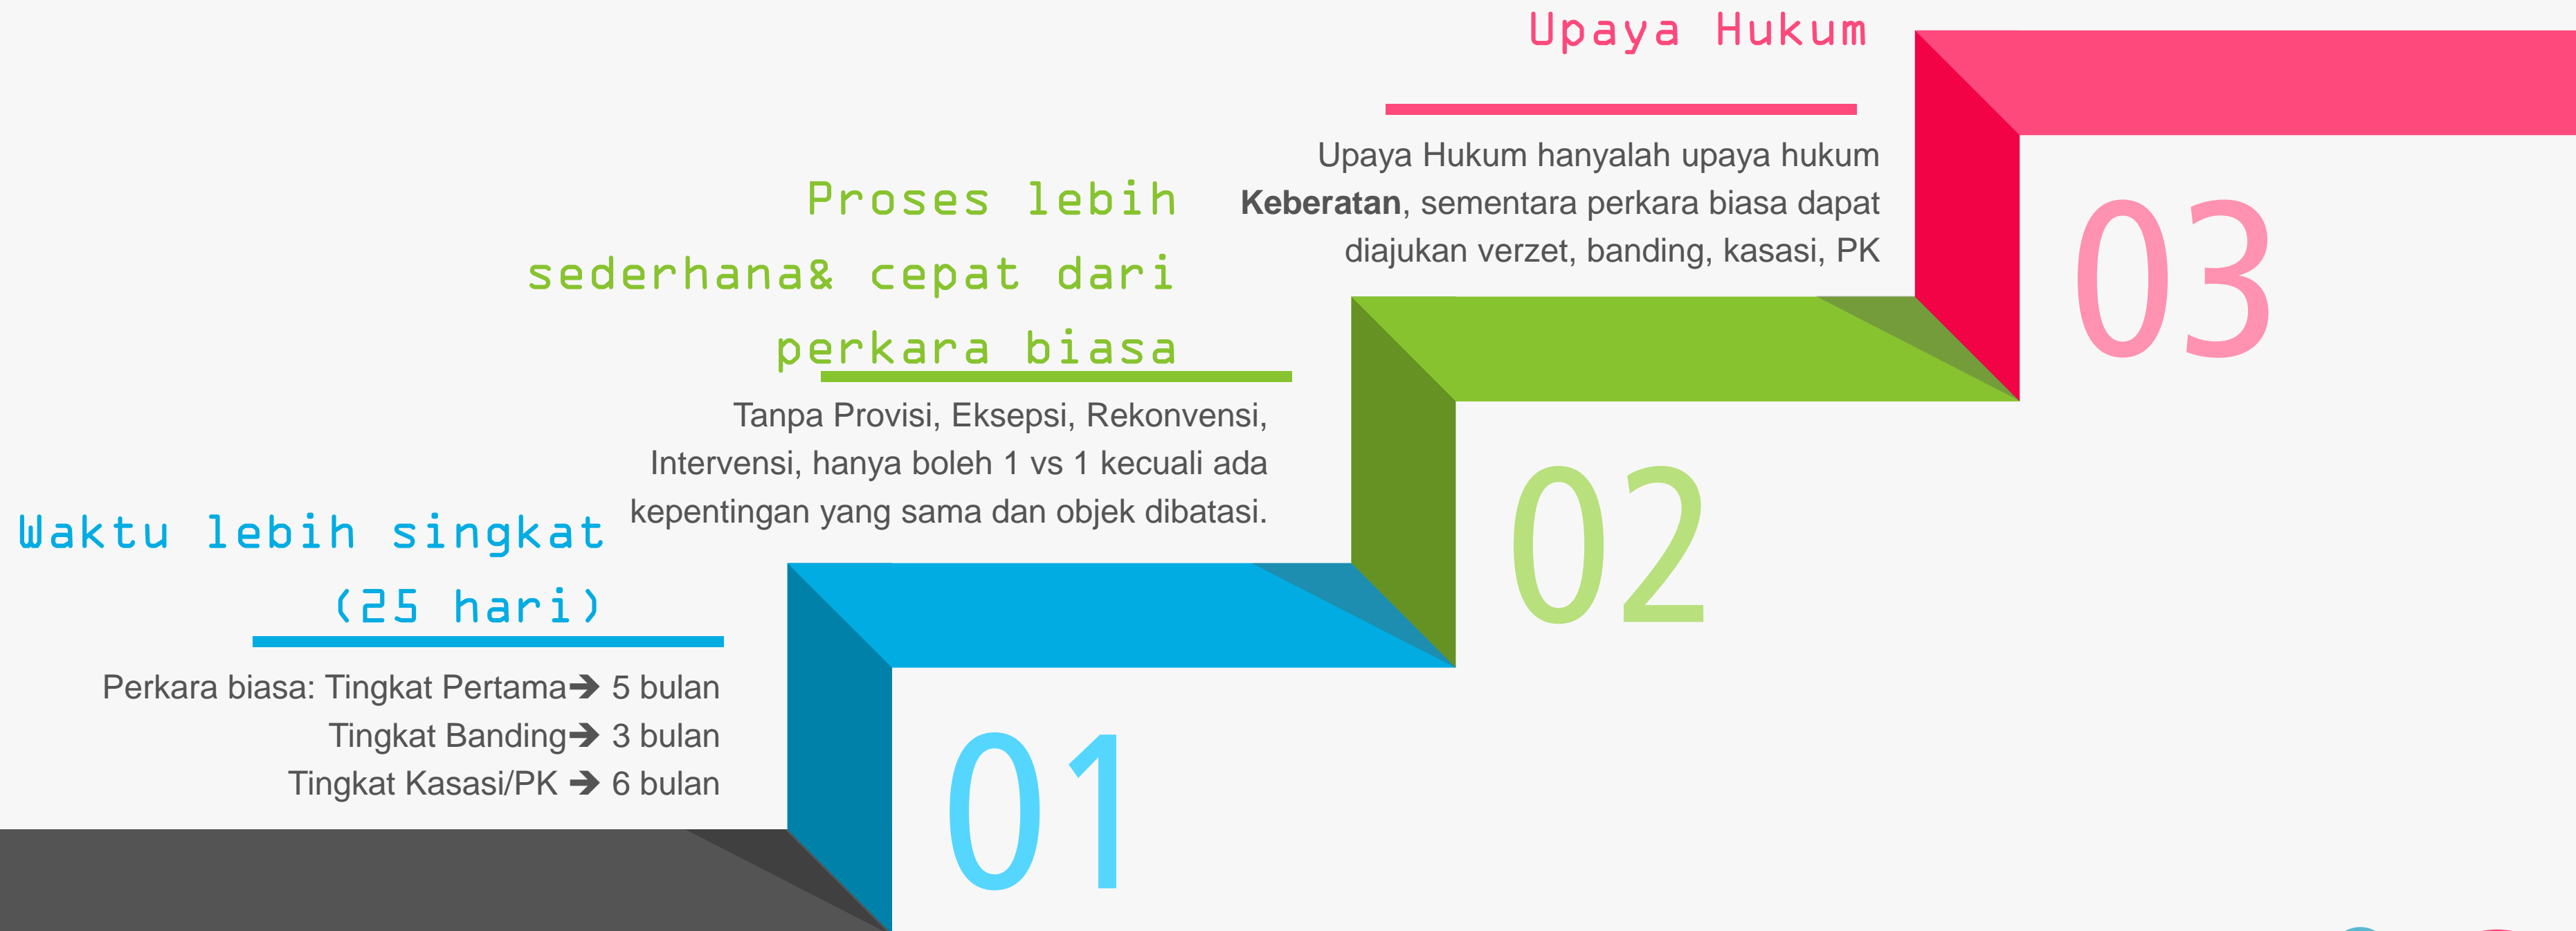 Waktu lebih singkat
(25 hari)
Perkara biasa: Tingkat Pertama➔ 5 bulan
Tingkat Banding➔ 3 bulan
Tingkat Kasasi/PK ➔ 6 bulan
01
Proses lebih
sederhana& cepat dari
perkara biasa
Tanpa Provisi, Eksepsi, Rekonvensi,
Intervensi, hanya boleh 1 vs 1 kecuali ada
kepentingan yang sama dan objek dibatasi.
02
Upaya Hukum
Upaya Hukum hanyalah upaya hukum
Keberatan, sementara perkara biasa dapat
diajukan verzet, banding, kasasi, PK
03